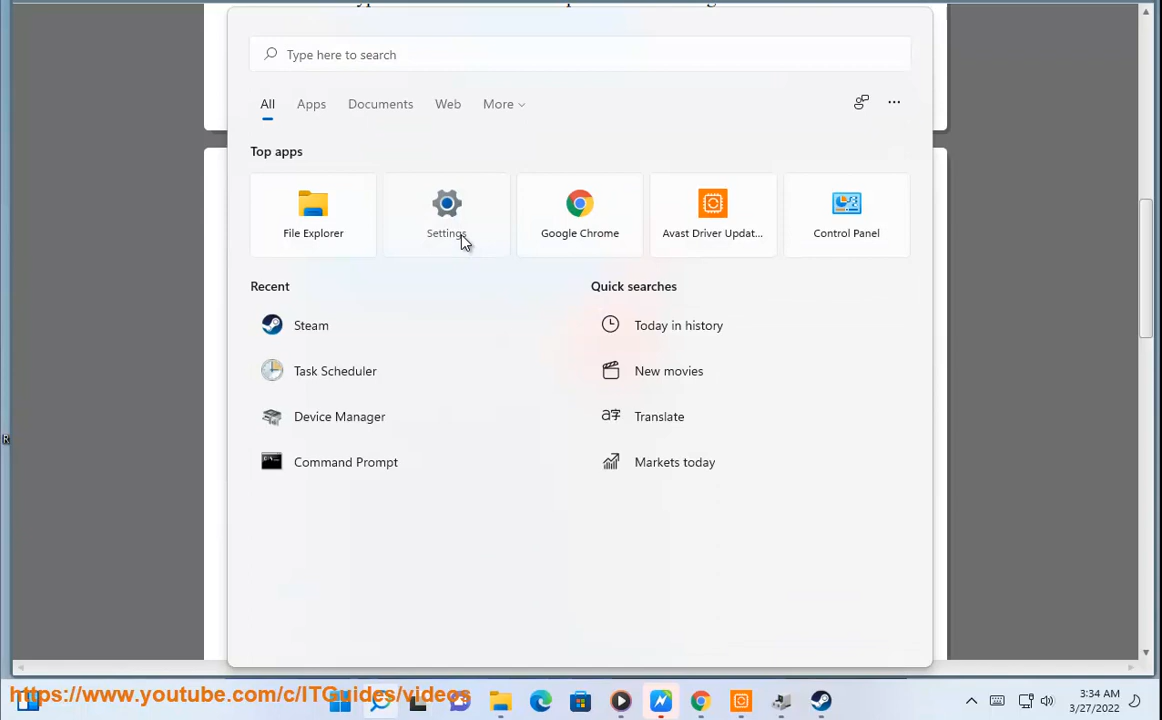 Type here to search
All Apps Documents Web More
Top apps
File Explorer Settings Google Chrome Avast Driver Updat... Control Panel
Recent Quick searches
Steam Today in history
Task Scheduler New movies
Device Manager Translate
Command Prompt Markets today
https://www.youtube.com/c/ITGuides/videos
3:34 AM
3/27/2022